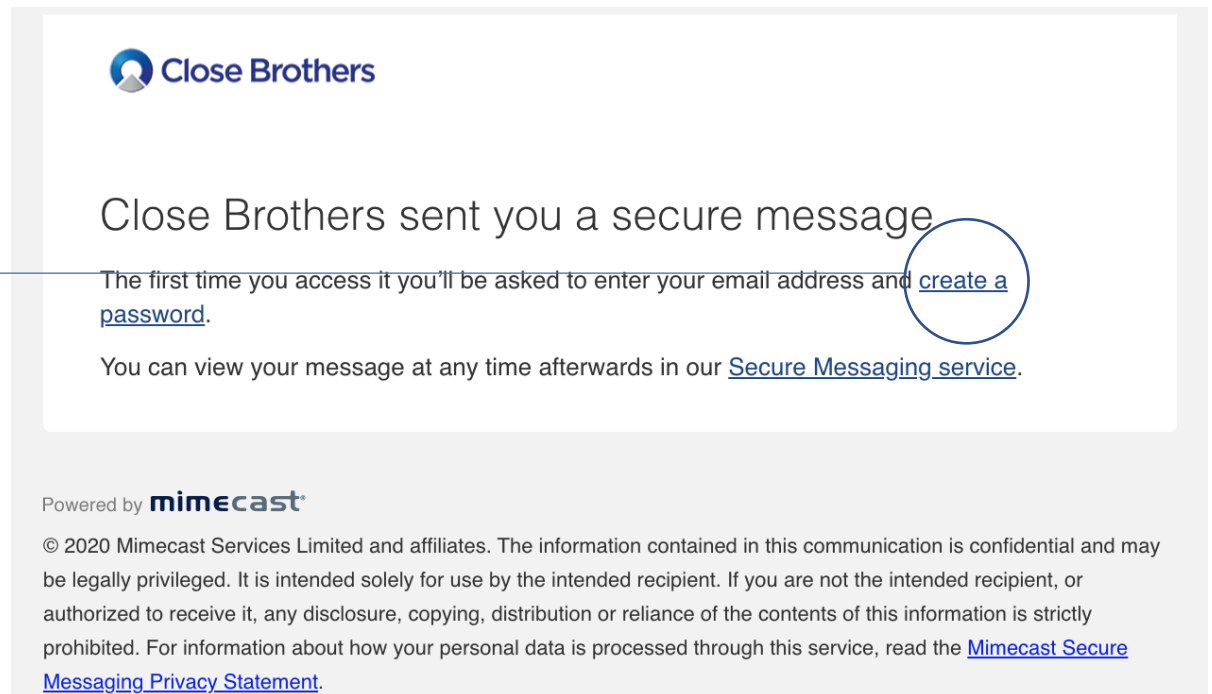 Close Brothers
Close Brothers sent you a secure message
The first time you access it you'll be asked to enter your email address and create a
password.
You can view your message at any time afterwards in our Secure Messaging service.
Powered by mimecast®
© 2020 Mimecast Services Limited and affiliates. The information contained in this communication is confidential and may
be legally privileged. It is intended solely for use by the intended recipient. If you are not the intended recipient, or
authorized to receive it, any disclosure, copying, distribution or reliance of the contents of this information is strictly
prohibited. For information about how your personal data is processed through this service, read the Mimecast Secure
Messaging Privacy Statement.